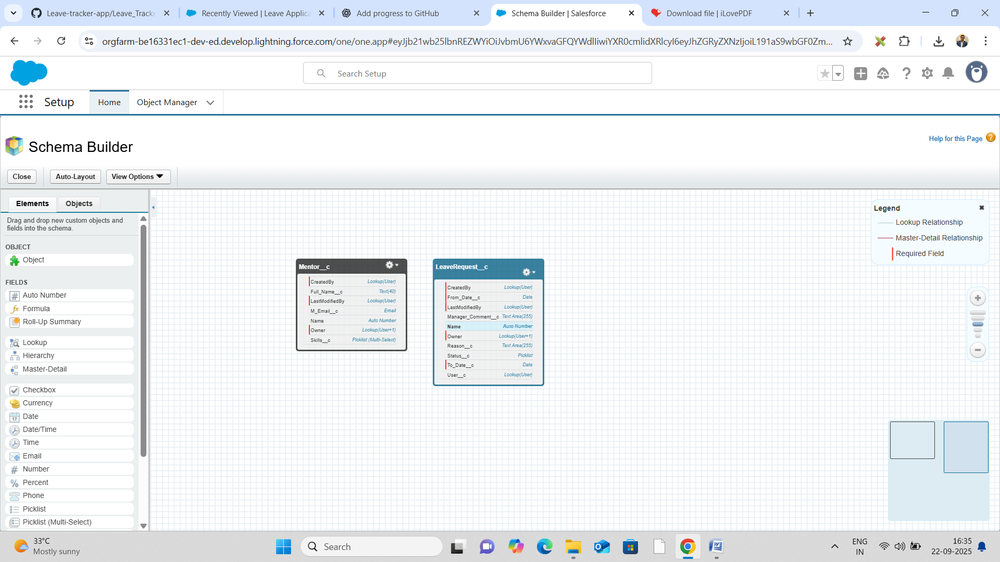 Leave-tracker-app/Leave_Tracke
Recently Viewed | Leave Applica
Add progress to GitHub
Schema Builder | Salesforce
Download file | iLovePDF
orgfarm-be16331ec1-dev-ed.develop.lightning.force.com/one/one.app#eyJjb21wb25lbnREZWYiOiJvbmU6YWxvaGFQYWdlIiwiYXR0cmlidXRlcyI6eyJhZGRyZXNzIjoiL191aS9wbGF0Zm...
Search Setup
Setup
Home
Object Manager
Schema Builder
Help for this Page
Close
Auto-Layout
View Options
Elements
Objects
Drag and drop new custom objects and
fields into the schema.
OBJECT
Object
FIELDS
Auto Number
Formula
Roll-Up Summary
Lookup
Hierarchy
Master-Detail
Checkbox
Currency
Date
Date/Time
Time
Email
Number
Percent
Phone
Picklist
Picklist (Multi-Select)
Mentor__c
CreatedBy Lookup(User)
Full_Name__c Text(40)
LastModifiedBy Lookup(User)
M_Email__c Email
Name Auto Number
Owner Lookup(User+1)
Skills__c Picklist (Multi-Select)
LeaveRequest__c
CreatedBy Lookup(User)
From_Date__c Date
LastModifiedBy Lookup(User)
Manager_Comment__c Text Area(255)
Name Auto Number
Owner Lookup(User+1)
Reason__c Text Area(255)
Status__c Picklist
To_Date__c Date
User__c Lookup(User)
Legend
Lookup Relationship
Master-Detail Relationship
Required Field
33°C
Mostly sunny
Search
ENG
IN
16:35
22-09-2025